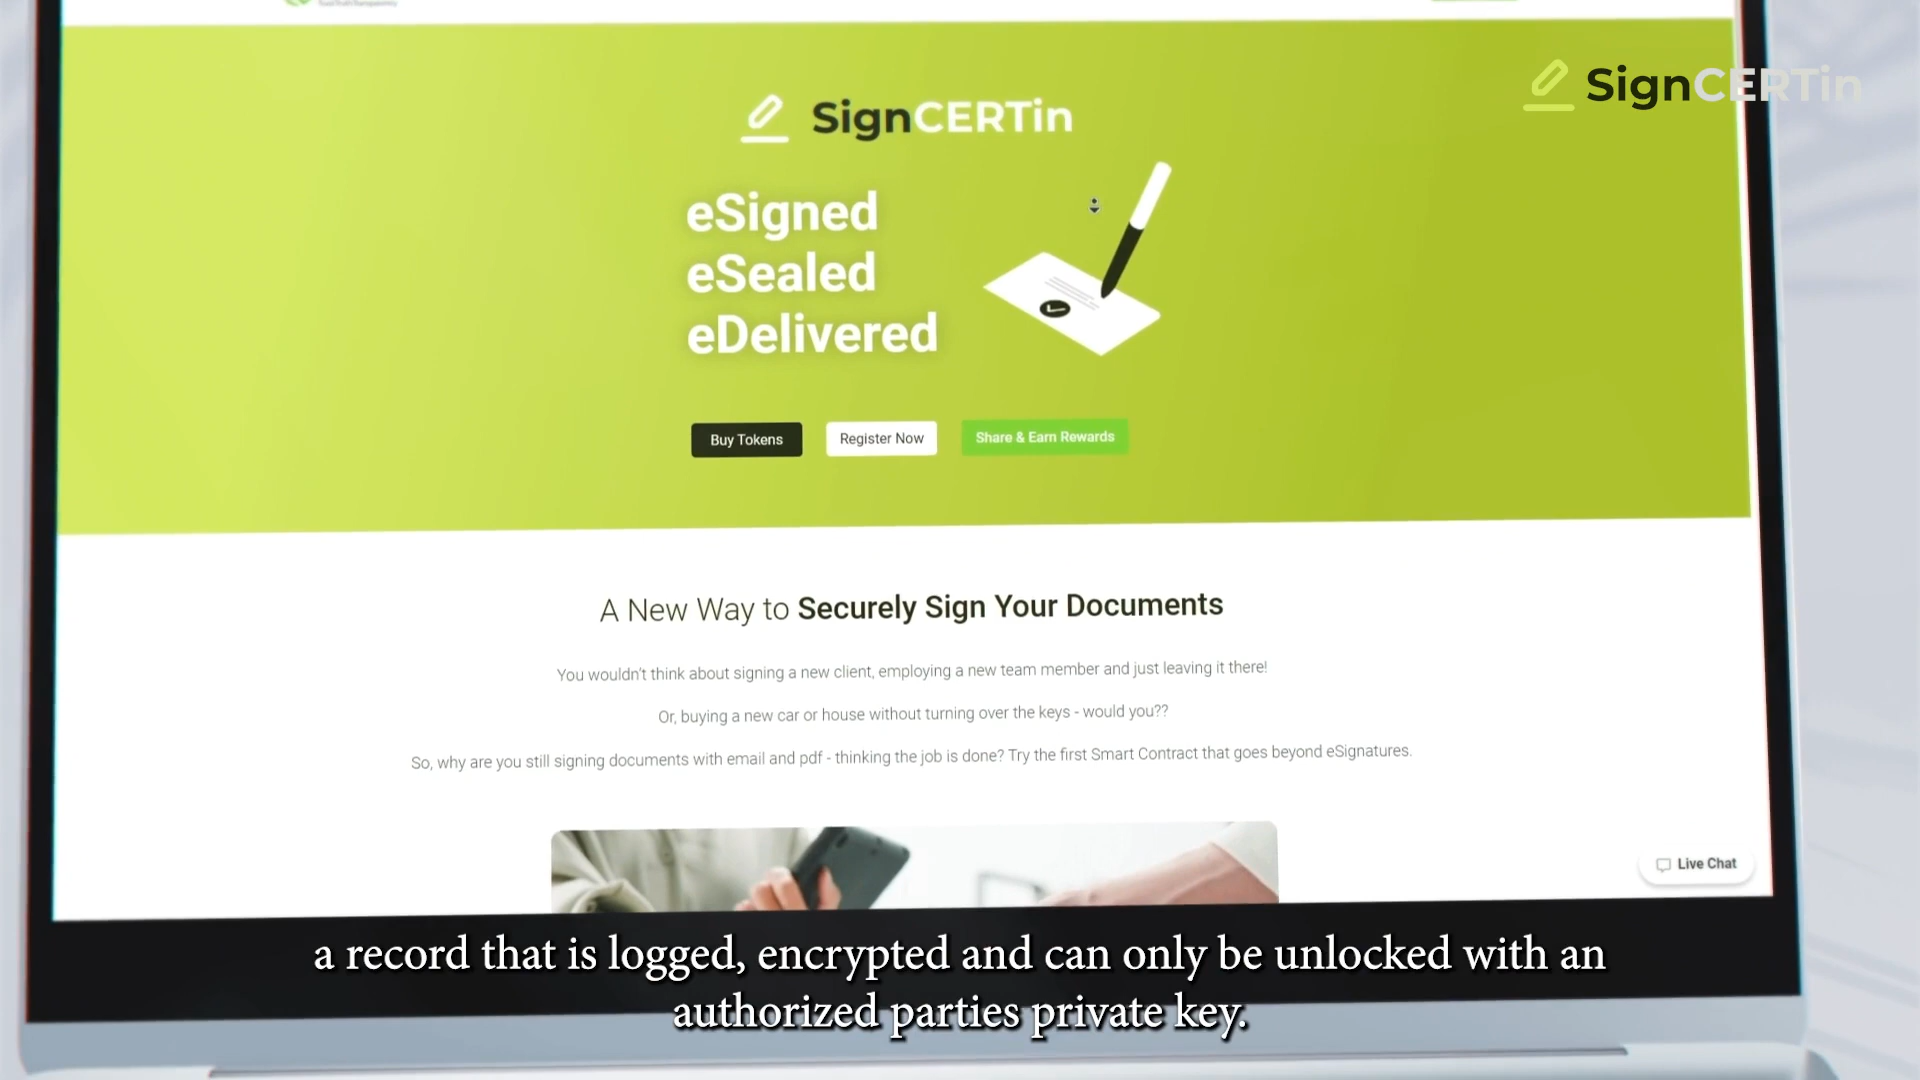 SignCERTin
SignCERTin
eSigned
eSealed
eDelivered
Buy Tokens
Register Now
Share & Earn Rewards
A New Way to Securely Sign Your Documents
You wouldn't think about signing a new client, employing a new team member and just leaving it there!
Or, buying a new car or house without turning over the keys - would you??
So, why are you still signing documents with email and pdf - thinking the job is done? Try the first Smart Contract that goes beyond eSignatures.
Live Chat
a record that is logged, encrypted and can only be unlocked with an
authorized parties private key.